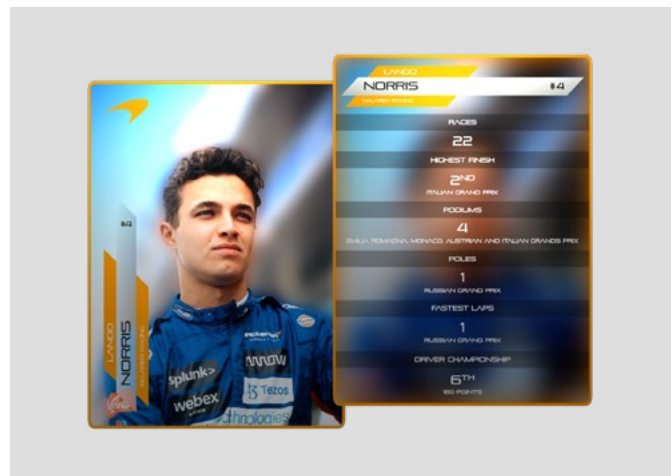 #4
LANDO
NORRIS
MCLAREN RACING
splunk>
webex
ARROW
Tezos
technologies
LANDO
NORRIS #4
MCLAREN RACING
RACES
22
HIGHEST FINISH
2ND
ITALIAN GRAND PRIX
PODIUMS
4
EMILIA ROMAGNA, MONACO, AUSTRIAN AND ITALIAN GRANDS PRIX
POLES
1
RUSSIAN GRAND PRIX
FASTEST LAPS
1
RUSSIAN GRAND PRIX
DRIVER CHAMPIONSHIP
6TH
160 POINTS